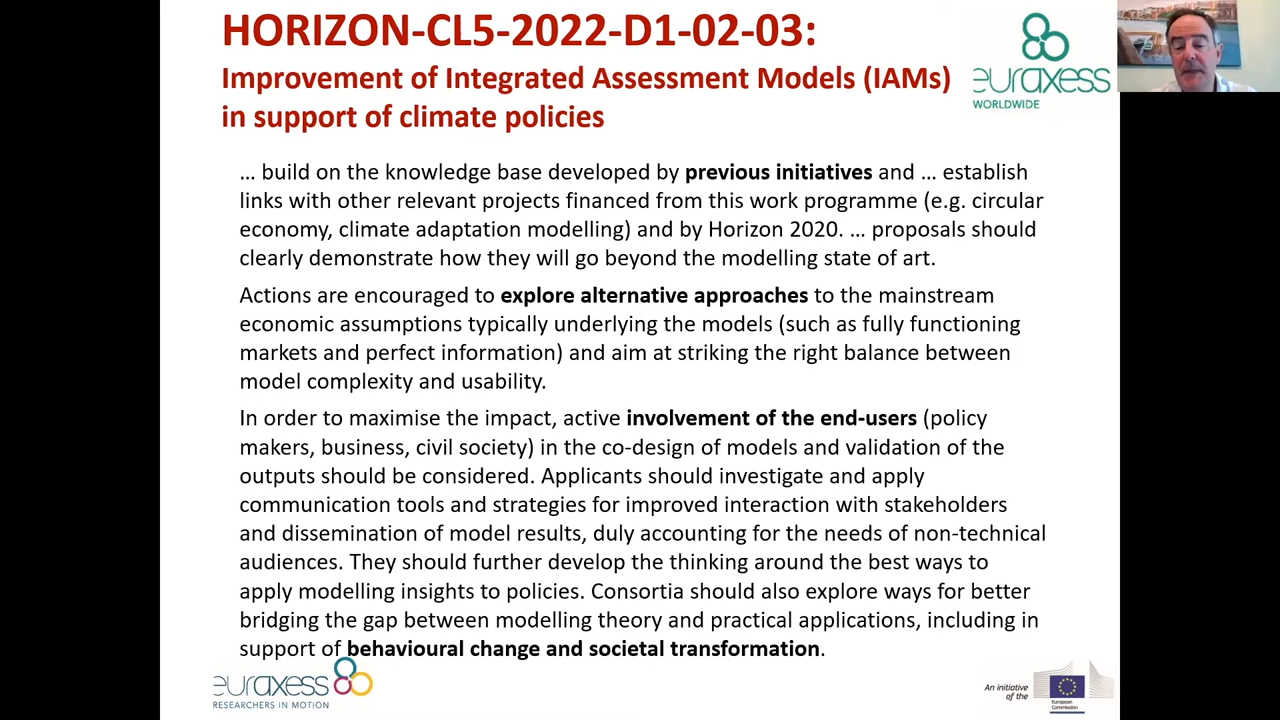 HORIZON-CL5-2022-D1-02-03:
Improvement of Integrated Assessment Models (IAMs)
in support of climate policies
euraxess
WORLDWIDE
… build on the knowledge base developed by previous initiatives and … establish
links with other relevant projects financed from this work programme (e.g. circular
economy, climate adaptation modelling) and by Horizon 2020. … proposals should
clearly demonstrate how they will go beyond the modelling state of art.
Actions are encouraged to explore alternative approaches to the mainstream
economic assumptions typically underlying the models (such as fully functioning
markets and perfect information) and aim at striking the right balance between
model complexity and usability.
In order to maximise the impact, active involvement of the end-users (policy
makers, business, civil society) in the co-design of models and validation of the
outputs should be considered. Applicants should investigate and apply
communication tools and strategies for improved interaction with stakeholders
and dissemination of model results, duly accounting for the needs of non-technical
audiences. They should further develop the thinking around the best ways to
apply modelling insights to policies. Consortia should also explore ways for better
bridging the gap between modelling theory and practical applications, including in
support of behavioural change and societal transformation.
euraxess
RESEARCHERS IN MOTION
An initiative
of the
European
Commission